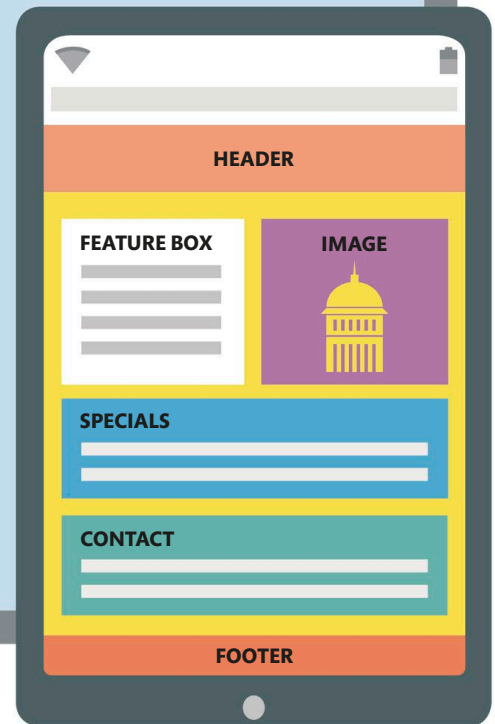 HEADER
FEATURE BOX
IMAGE
SPECIALS
CONTACT
FOOTER